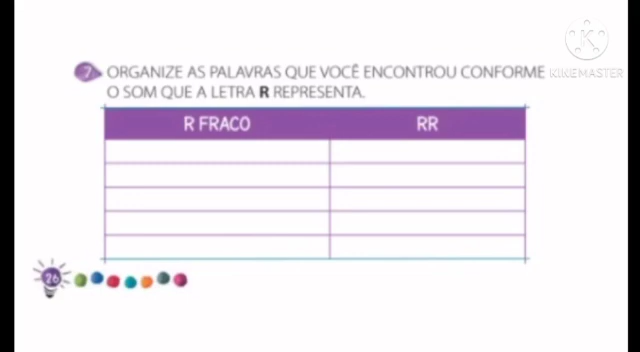 7 ORGANIZE AS PALAVRAS QUE VOCÊ ENCONTROU CONFORME
O SOM QUE A LETRA R REPRESENTA.
R FRACO RR
26
K
KINEMASTER